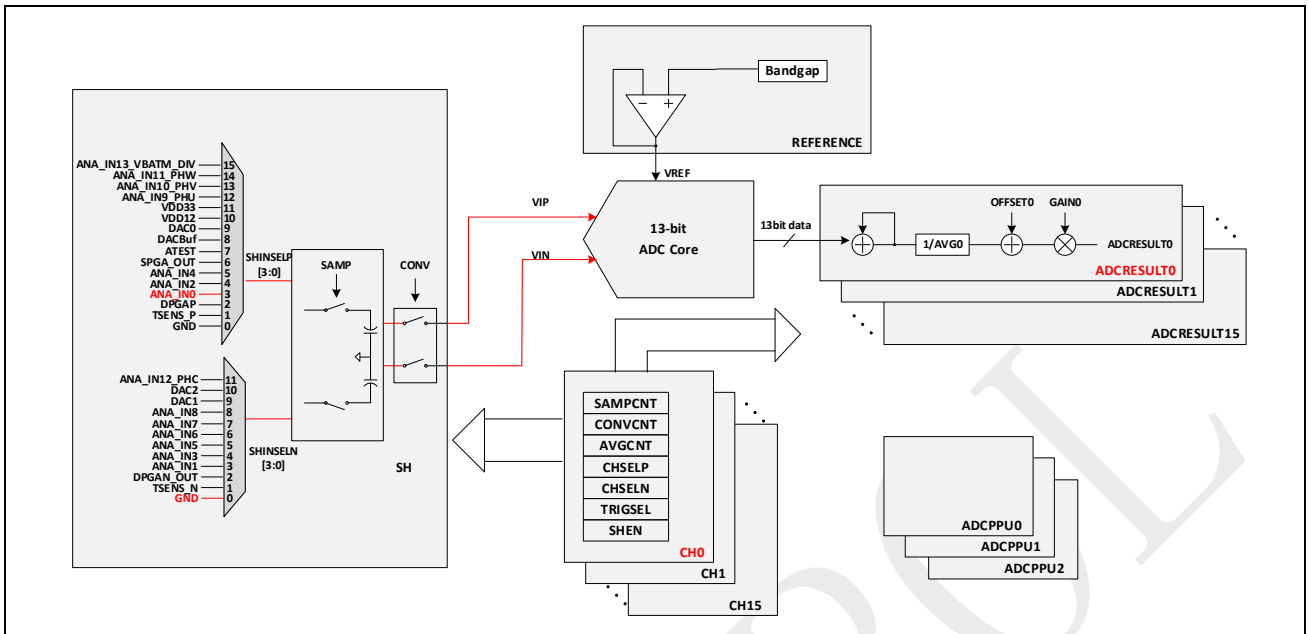 Bandgap
−
+
REFERENCE
VREF
ANA_IN13_VBATM_DIV 15
ANA_IN11_PHW 14
ANA_IN10_PHV 13
ANA_IN9_PHU 12
VDD33 11
VDD12 10
DAC0 9
DACBuf 8
ATEST 7
SPGA_OUT 6
ANA_IN4 5
ANA_IN2 4
ANA_IN0 3
DPGAP 2
TSENS_P 1
GND 0
SHINSELP
[3:0]
ANA_IN12_PHC 11
DAC2 10
DAC1 9
ANA_IN8 8
ANA_IN7 7
ANA_IN6 6
ANA_IN5 5
ANA_IN3 4
ANA_IN1 3
DPGAN_OUT 2
TSENS_N 1
GND 0
SHINSELN
[3:0]
SAMP
CONV
SH
VIP
VIN
13-bit
ADC Core
13bit data
1/AVG0
OFFSET0
GAIN0
ADCRESULT0
ADCRESULT0
ADCRESULT1
ADCRESULT15
SAMPCNT
CONVCNT
AVGCNT
CHSELP
CHSELN
TRIGSEL
SHEN
CH0
CH1
CH15
ADCPPU0
ADCPPU1
ADCPPU2